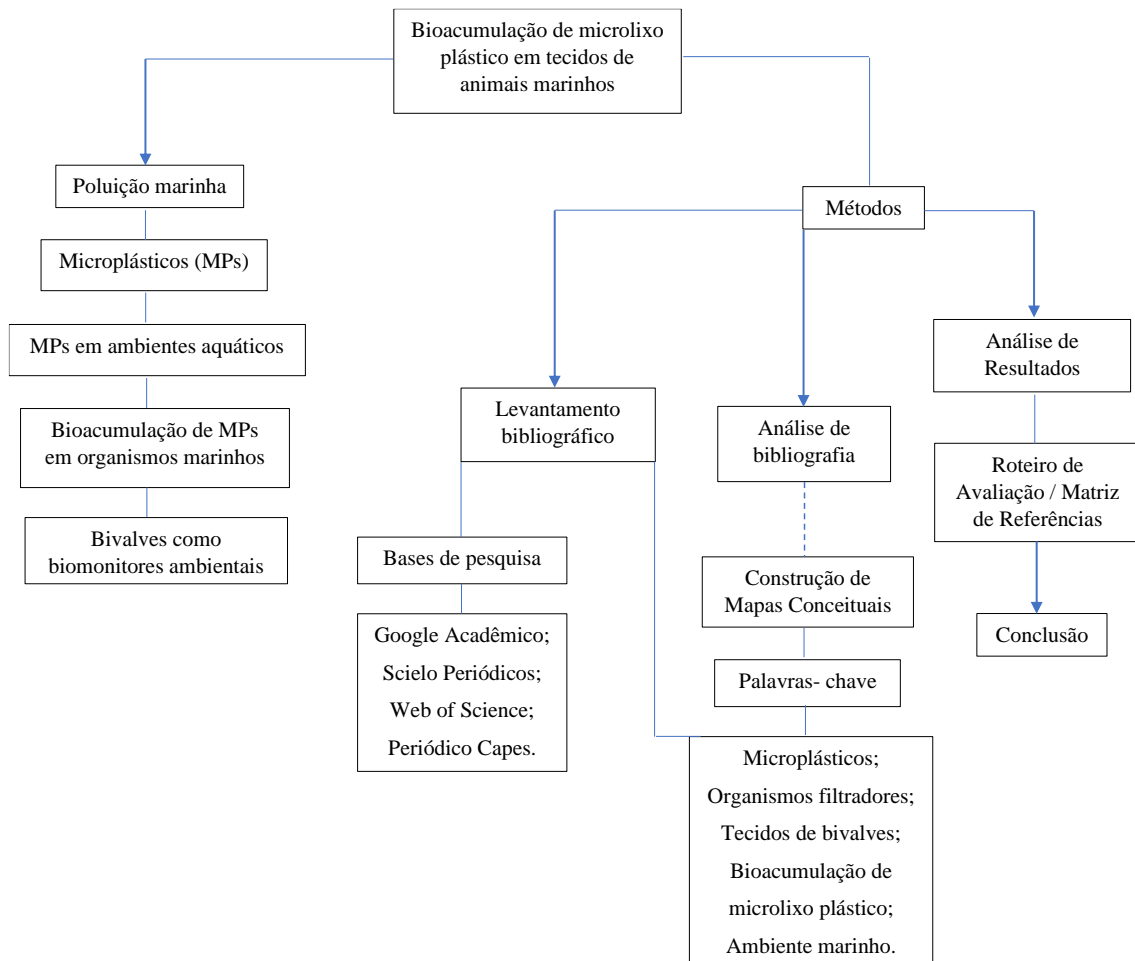 Bioacumulação de microlixo
plástico em tecidos de
animais marinhos
Poluição marinha
Microplásticos (MPs)
MPs em ambientes aquáticos
Bioacumulação de MPs
em organismos marinhos
Bivalves como
biomonitores ambientais
Métodos
Levantamento
bibliográfico
Bases de pesquisa
Google Acadêmico;
Scielo Periódicos;
Web of Science;
Periódico Capes.
Análise de
bibliografia
Construção de
Mapas Conceituais
Palavras- chave
Microplásticos;
Organismos filtradores;
Tecidos de bivalves;
Bioacumulação de
microlixo plástico;
Ambiente marinho.
Análise de
Resultados
Roteiro de
Avaliação / Matriz
de Referências
Conclusão